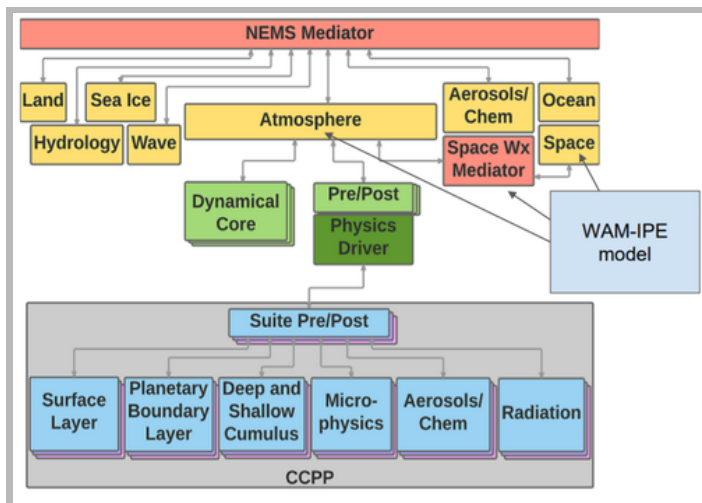 NEMS Mediator
Land
Sea Ice
Aerosols/
Chem
Ocean
Hydrology
Wave
Atmosphere
Space Wx
Mediator
Space
Dynamical
Core
Pre/Post
Physics
Driver
WAM-IPE
model
Suite Pre/Post
Surface
Layer
Planetary
Boundary
Layer
Deep and
Shallow
Cumulus
Micro-
physics
Aerosols/
Chem
Radiation
CCPP